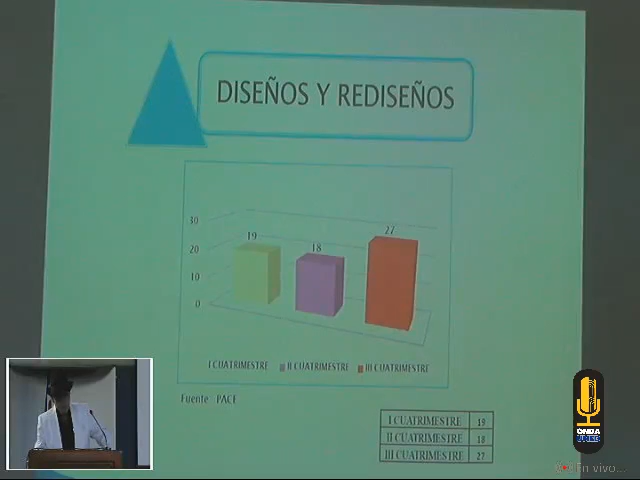 DISEÑOS Y REDISEÑOS
30
20
10
0
19
18
27
I CUATRIMESTRE
II CUATRIMESTRE
III CUATRIMESTRE
Fuente PACE
I CUATRIMESTRE 19
II CUATRIMESTRE 18
III CUATRIMESTRE 27
ONDA
UNED
En vivo...